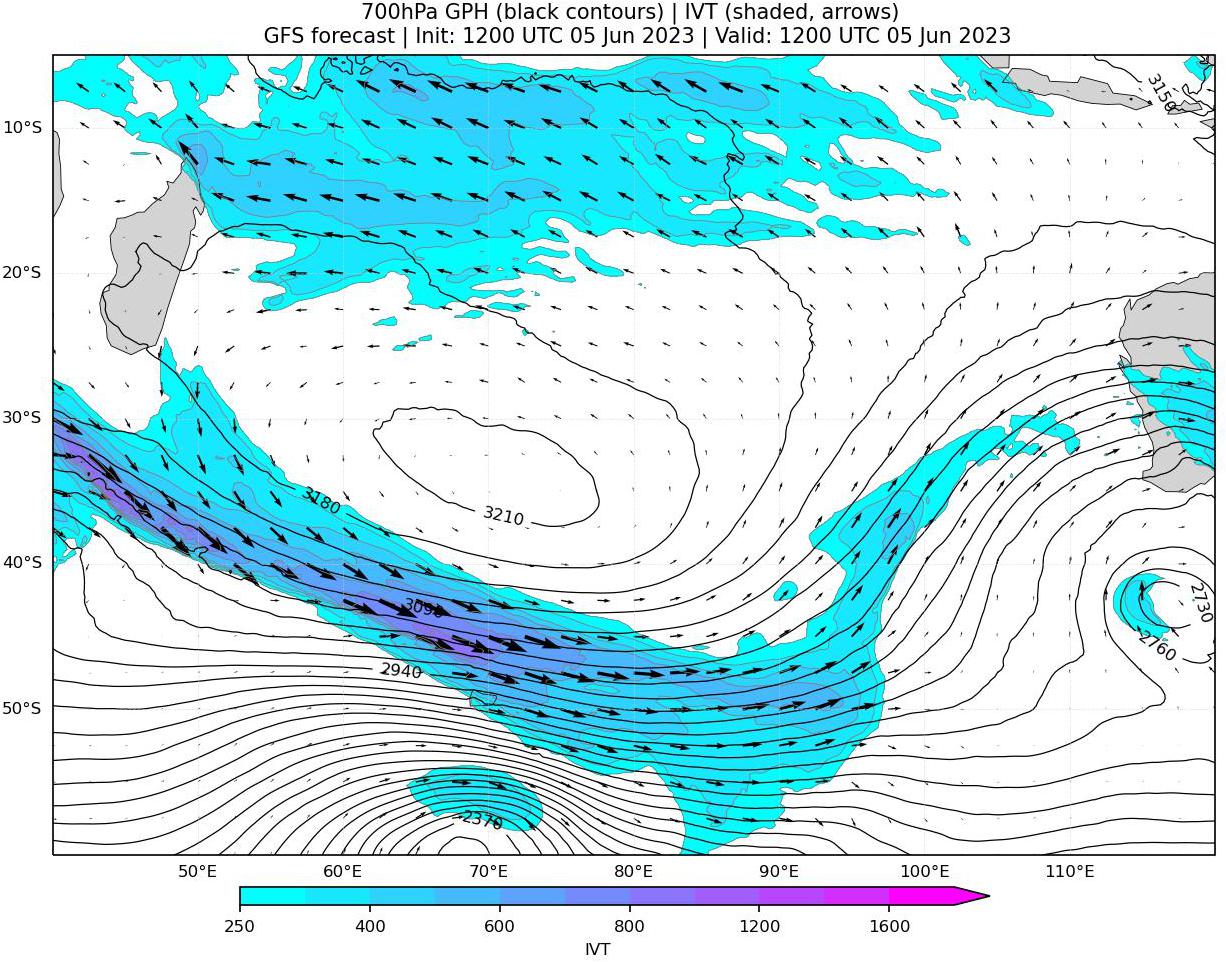 700hPa GPH (black contours) | IVT (shaded, arrows)
GFS forecast | Init: 1200 UTC 05 Jun 2023 | Valid: 1200 UTC 05 Jun 2023
3150
10°S
20°S
30°S
3180
3210
40°S
3090
2730
2760
2940
50°S
2370
50°E 60°E 70°E 80°E 90°E 100°E 110°E
250 400 600 800 1200 1600
IVT